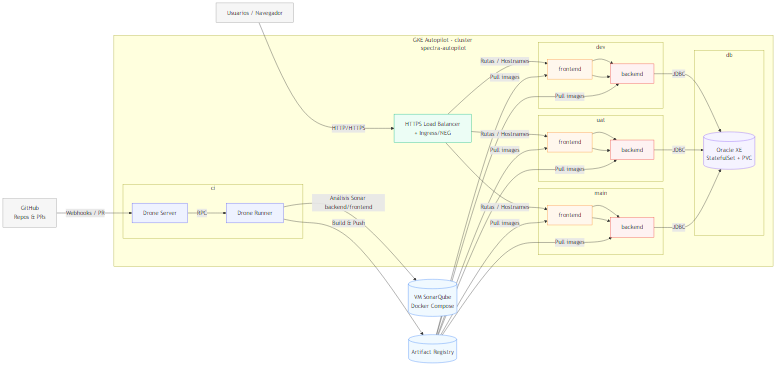 Usuarios / Navegador
GKE Autopilot - cluster
spectra-autopilot
dev
db
Rutas / Hostnames
frontend
backend
Pull images
JDBC
Pull images
HTTP/HTTPS
HTTPS Load Balancer
+ Ingress/NEG
uat
Rutas / Hostnames
frontend
backend
Pull images
JDBC
Pull images
Oracle XE
StatefulSet + PVC
ci
main
GitHub
Repos & PRs
Webhooks / PR
Drone Server
RPC
Drone Runner
Análisis Sonar
backend/frontend
Build & Push
Rutas / Hostnames
frontend
backend
Pull images
JDBC
Pull images
VM SonarQube
Docker Compose
Artifact Registry